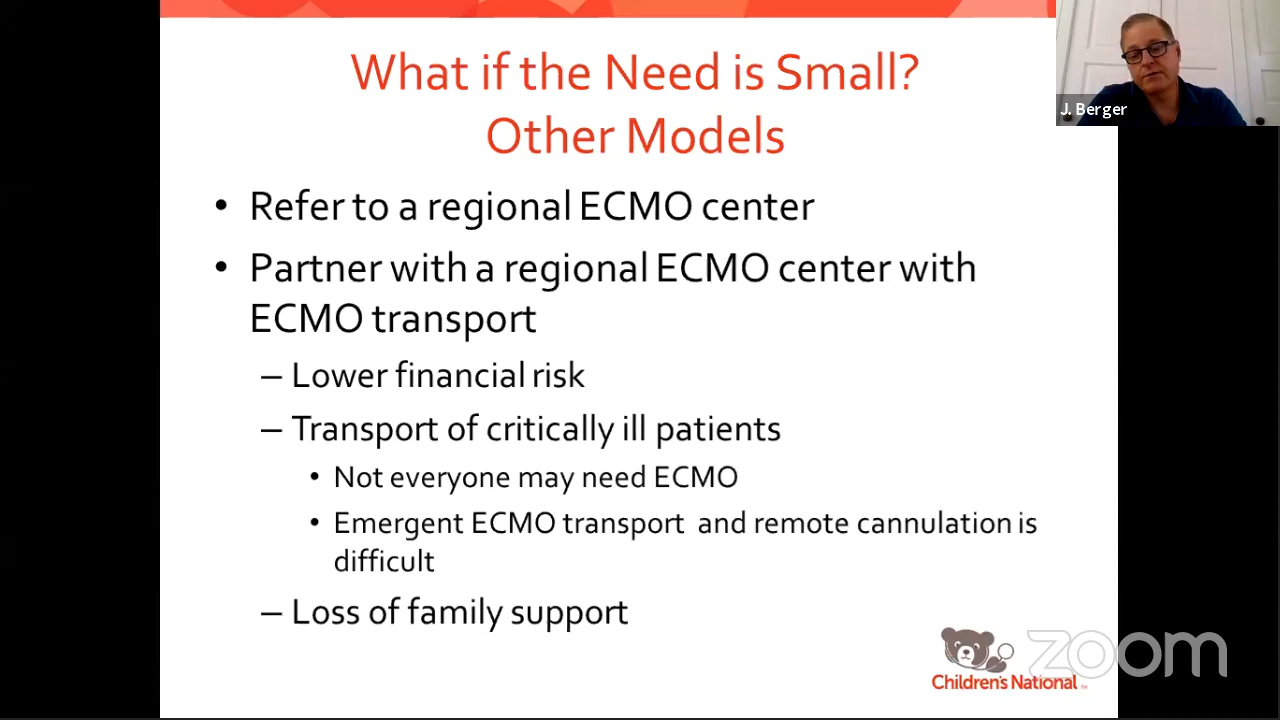 What if the Need is Small?
Other Models
• Refer to a regional ECMO center
• Partner with a regional ECMO center with
ECMO transport
– Lower financial risk
– Transport of critically ill patients
• Not everyone may need ECMO
• Emergent ECMO transport and remote cannulation is
difficult
– Loss of family support
J. Berger
Children's National™
zoom